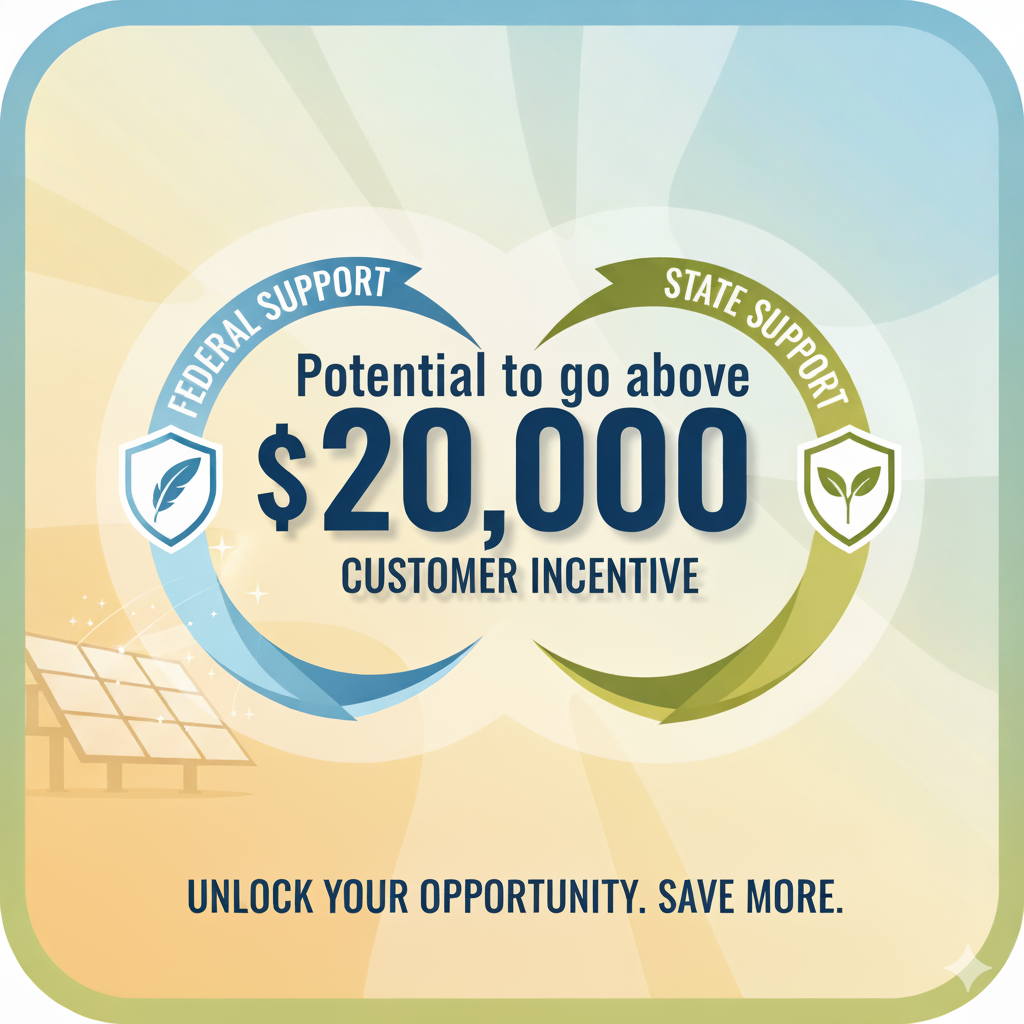 FEDERAL SUPPORT
STATE SUPPORT
Potential to go above
$20,000
CUSTOMER INCENTIVE
UNLOCK YOUR OPPORTUNITY. SAVE MORE.